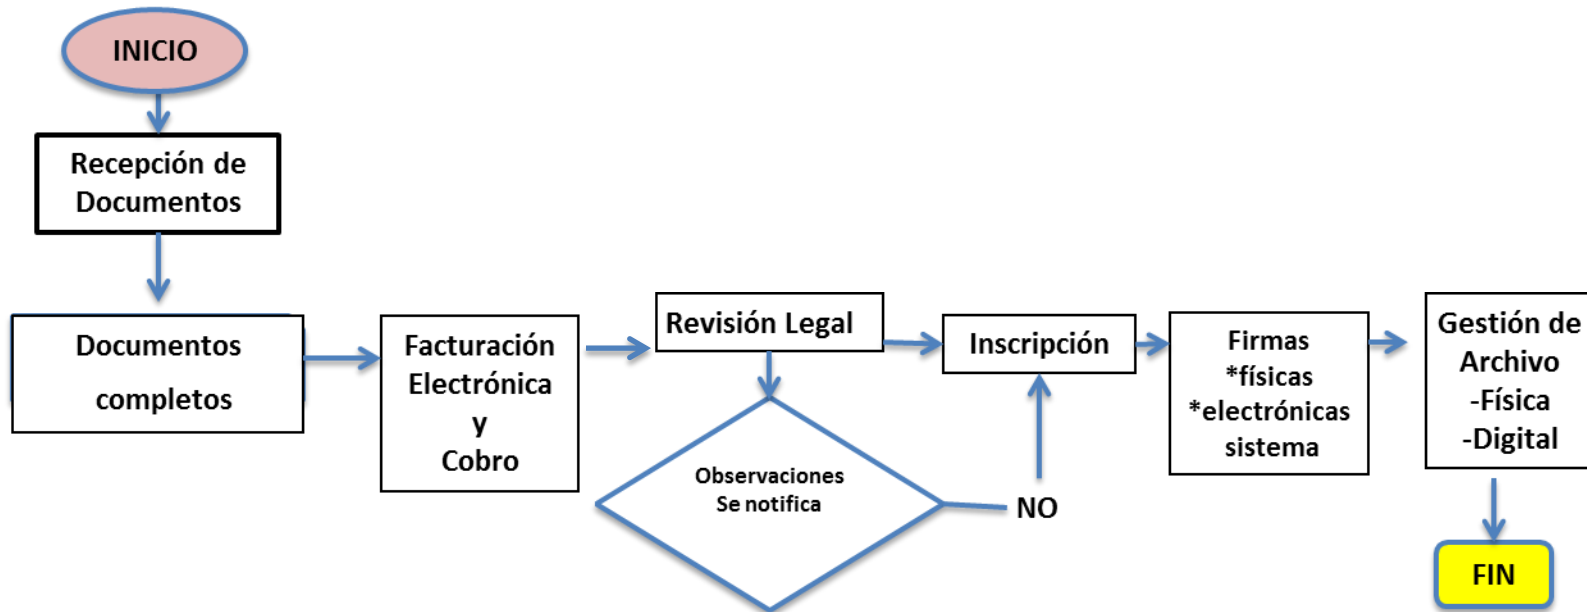 INICIO
Recepción de
Documentos
Documentos
completos
Facturación
Electrónica
y
Cobro
Revisión Legal
Observaciones
Se notifica
NO
Inscripción
Firmas
*físicas
*electrónicas
sistema
Gestión de
Archivo
-Física
-Digital
FIN